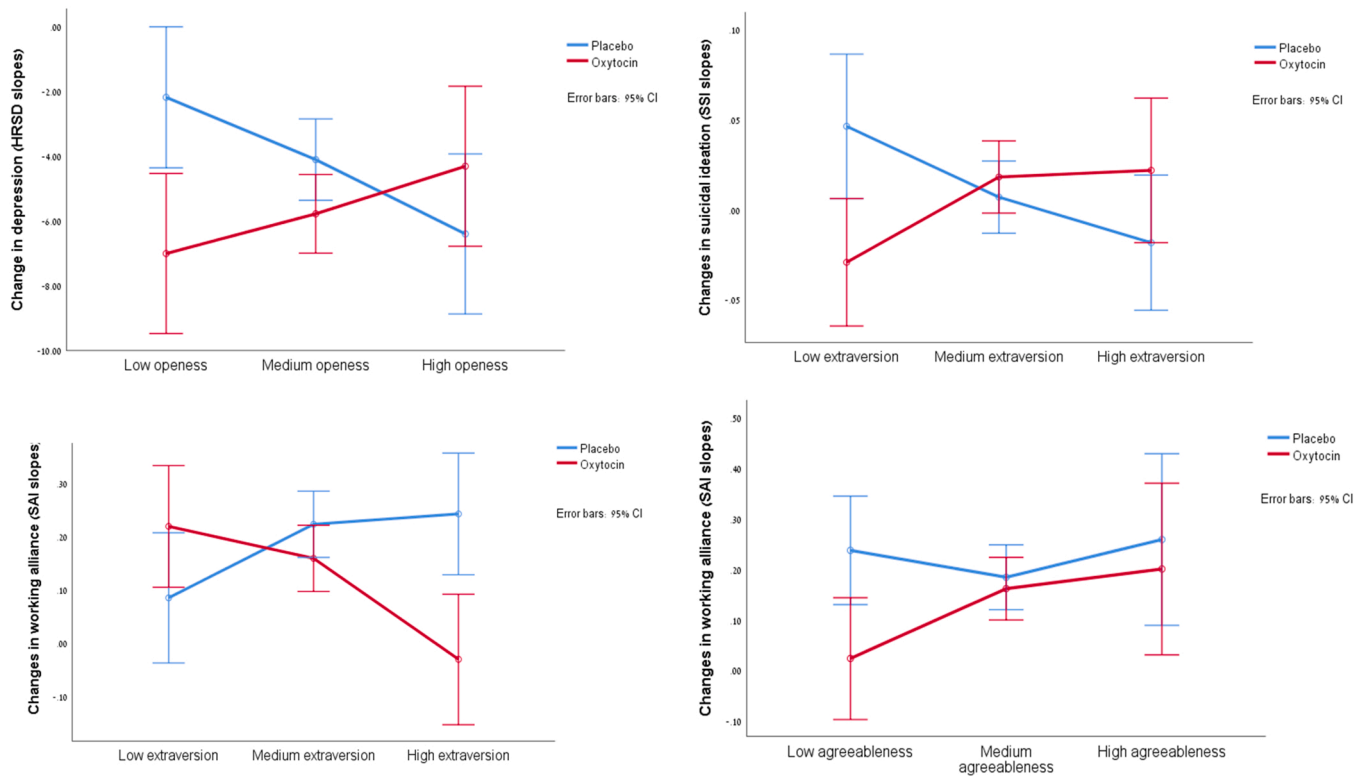 Change in depression (HRSD slopes)
.00
-2.00
-4.00
-6.00
-8.00
-10.00
Low openess
Medium openess
High openess
Placebo
Oxytocin
Error bars: 95% CI
Changes in suicidal ideation (SSI slopes)
.10
.05
.00
-.05
Low extraversion
Medium extraversion
High extraversion
Placebo
Oxytocin
Error bars: 95% CI
Changes in working alliance (SAI slopes)
.30
.20
.10
.00
-.10
Low extraversion
Medium extraversion
High extraversion
Placebo
Oxytocin
Error bars: 95% CI
Changes in working alliance (SAI slopes)
.50
.40
.30
.20
.10
.00
-.10
Low agreeableness
Medium
agreeableness
High agreeableness
Placebo
Oxytocin
Error bars: 95% CI